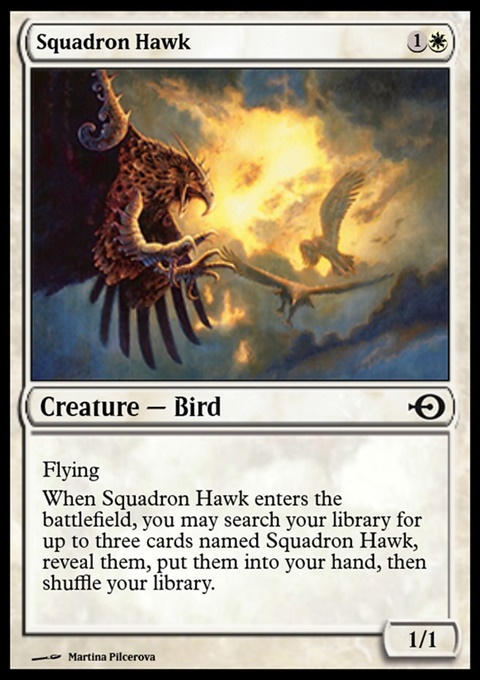 Squadron Hawk 1
Creature — Bird
Flying
When Squadron Hawk enters the
battlefield, you may search your library for
up to three cards named Squadron Hawk,
reveal them, put them into your hand, then
shuffle your library.
1/1
Martina Pilcerova